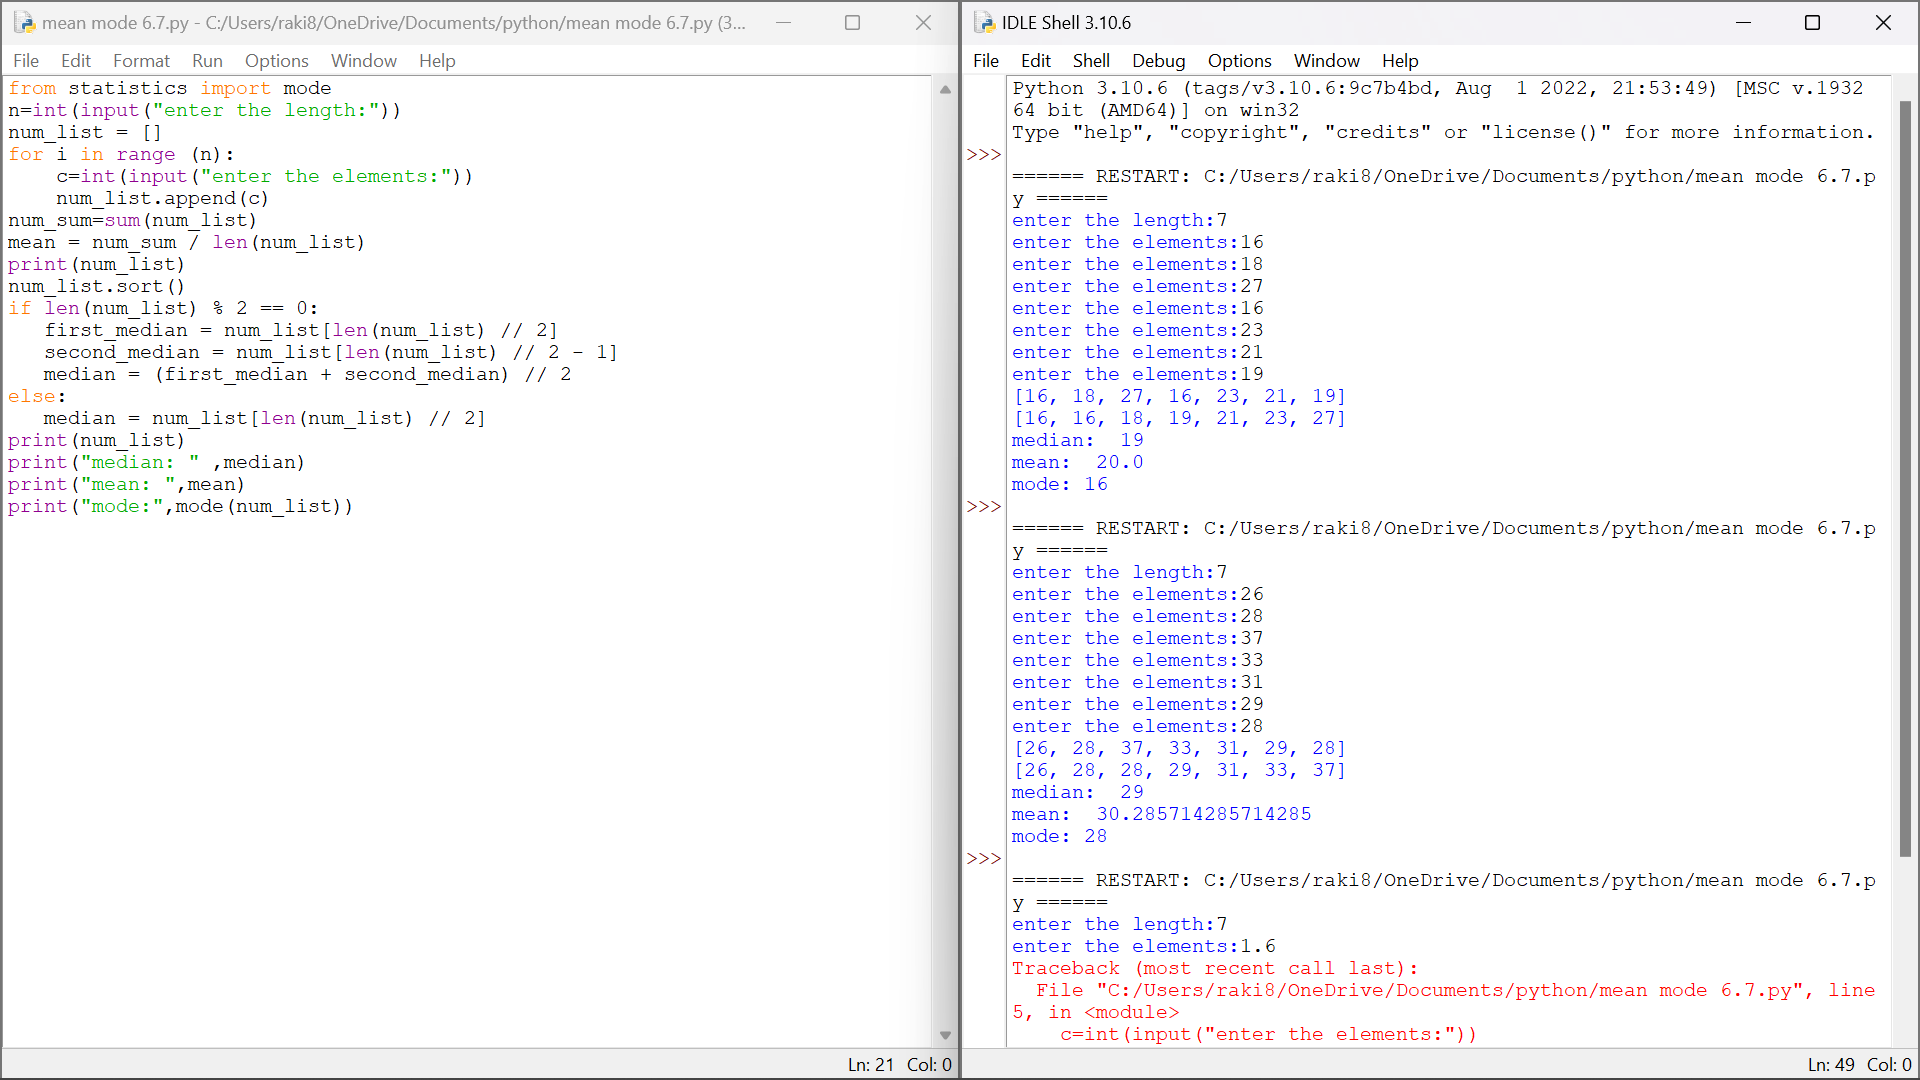 mean mode 6.7.py - C:/Users/raki8/OneDrive/Documents/python/mean mode 6.7.py (3...
File Edit Format Run Options Window Help
from statistics import mode
n=int(input("enter the length:"))
num_list = []
for i in range (n):
    c=int(input("enter the elements:"))
    num_list.append(c)
num_sum=sum(num_list)
mean = num_sum / len(num_list)
print(num_list)
num_list.sort()
if len(num_list) % 2 == 0:
   first_median = num_list[len(num_list) // 2]
   second_median = num_list[len(num_list) // 2 - 1]
   median = (first_median + second_median) // 2
else:
   median = num_list[len(num_list) // 2]
print(num_list)
print("median: " ,median)
print("mean: ",mean)
print("mode:",mode(num_list))
Ln: 21 Col: 0
IDLE Shell 3.10.6
File Edit Shell Debug Options Window Help
Python 3.10.6 (tags/v3.10.6:9c7b4bd, Aug  1 2022, 21:53:49) [MSC v.1932
64 bit (AMD64)] on win32
Type "help", "copyright", "credits" or "license()" for more information.
>>>
====== RESTART: C:/Users/raki8/OneDrive/Documents/python/mean mode 6.7.p
y ======
enter the length:7
enter the elements:16
enter the elements:18
enter the elements:27
enter the elements:16
enter the elements:23
enter the elements:21
enter the elements:19
[16, 18, 27, 16, 23, 21, 19]
[16, 16, 18, 19, 21, 23, 27]
median:  19
mean:  20.0
mode: 16
>>>
====== RESTART: C:/Users/raki8/OneDrive/Documents/python/mean mode 6.7.p
y ======
enter the length:7
enter the elements:26
enter the elements:28
enter the elements:37
enter the elements:33
enter the elements:31
enter the elements:29
enter the elements:28
[26, 28, 37, 33, 31, 29, 28]
[26, 28, 28, 29, 31, 33, 37]
median:  29
mean:  30.285714285714285
mode: 28
>>>
====== RESTART: C:/Users/raki8/OneDrive/Documents/python/mean mode 6.7.p
y ======
enter the length:7
enter the elements:1.6
Traceback (most recent call last):
  File "C:/Users/raki8/OneDrive/Documents/python/mean mode 6.7.py", line
5, in <module>
    c=int(input("enter the elements:"))
Ln: 49 Col: 0